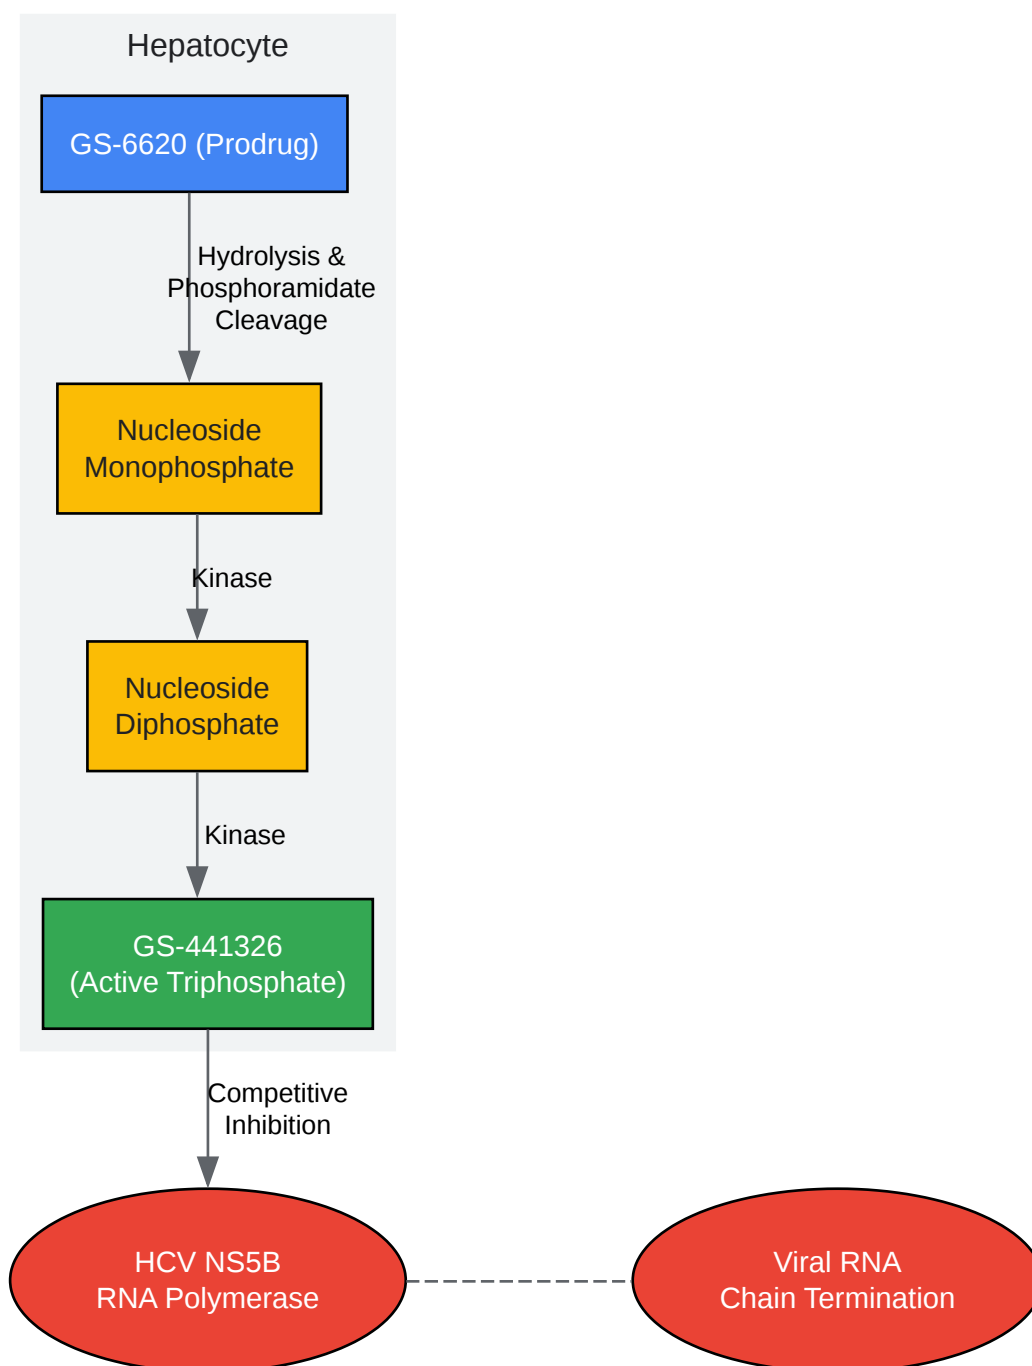 Hepatocyte
GS-6620 (Prodrug)
Hydrolysis &
Phosphoramidate
Cleavage
Nucleoside
Monophosphate
Kinase
Nucleoside
Diphosphate
Kinase
GS-441326
(Active Triphosphate)
Competitive
Inhibition
HCV NS5B
RNA Polymerase
Viral RNA
Chain Termination